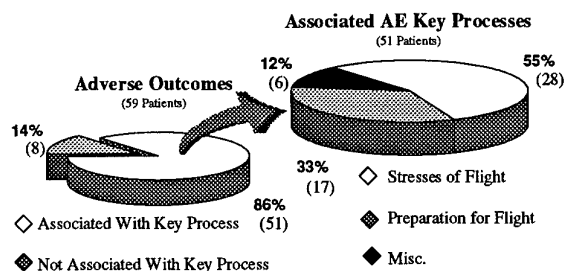 Associated AE Key Processes
(51 Patients)
12%
(6)
55%
(28)
33%
(17)
Stresses of Flight
Preparation for Flight
Misc.
Adverse Outcomes
(59 Patients)
14%
(8)
86%
(51)
Associated With Key Process
Not Associated With Key Process